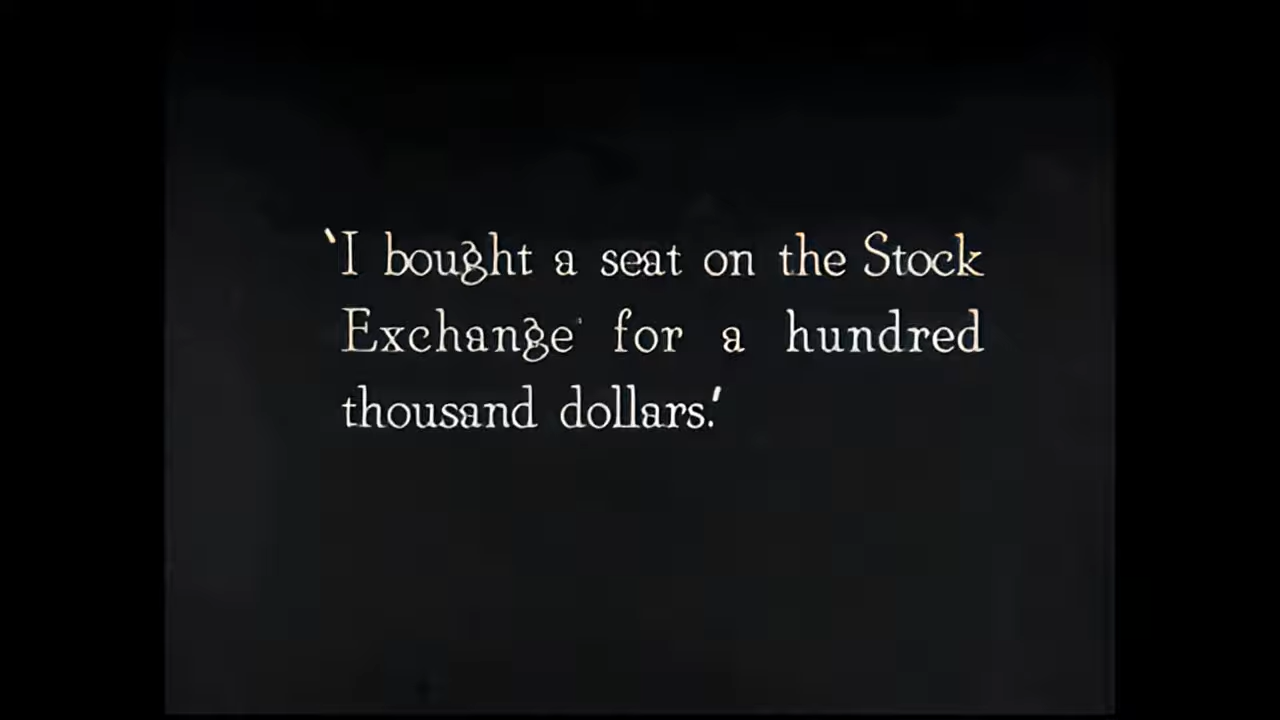 ‵I bought a seat on the Stock
Exchange for a hundred
thousand dollars.′